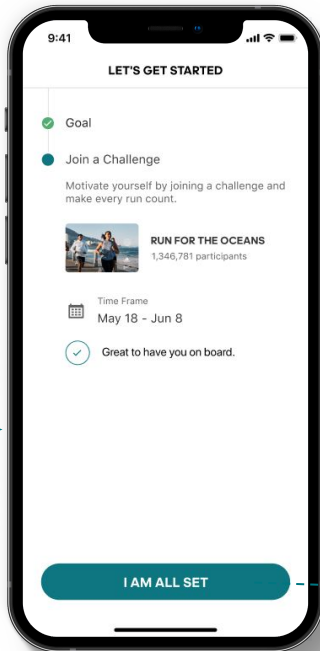 9:41
LET'S GET STARTED
Goal
Join a Challenge
Motivate yourself by joining a challenge and
make every run count.
RUN FOR THE OCEANS
1,346,781 participants
Time Frame
May 18 - Jun 8
Great to have you on board.
I AM ALL SET